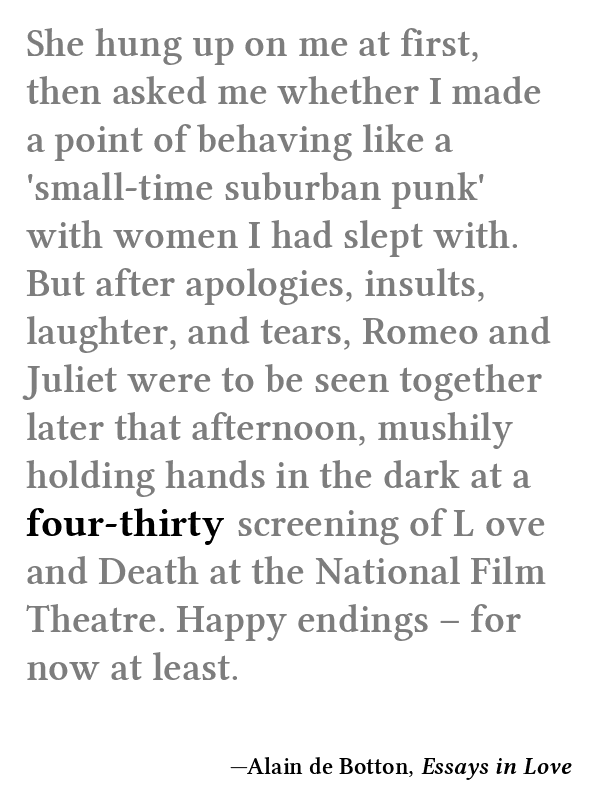 She hung up on me at first,
then asked me whether I made
a point of behaving like a
'small-time suburban punk'
with women I had slept with.
But after apologies, insults,
laughter, and tears, Romeo and
Juliet were to be seen together
later that afternoon, mushily
holding hands in the dark at a
four-thirty screening of L ove
and Death at the National Film
Theatre. Happy endings – for
now at least.
—Alain de Botton, Essays in Love